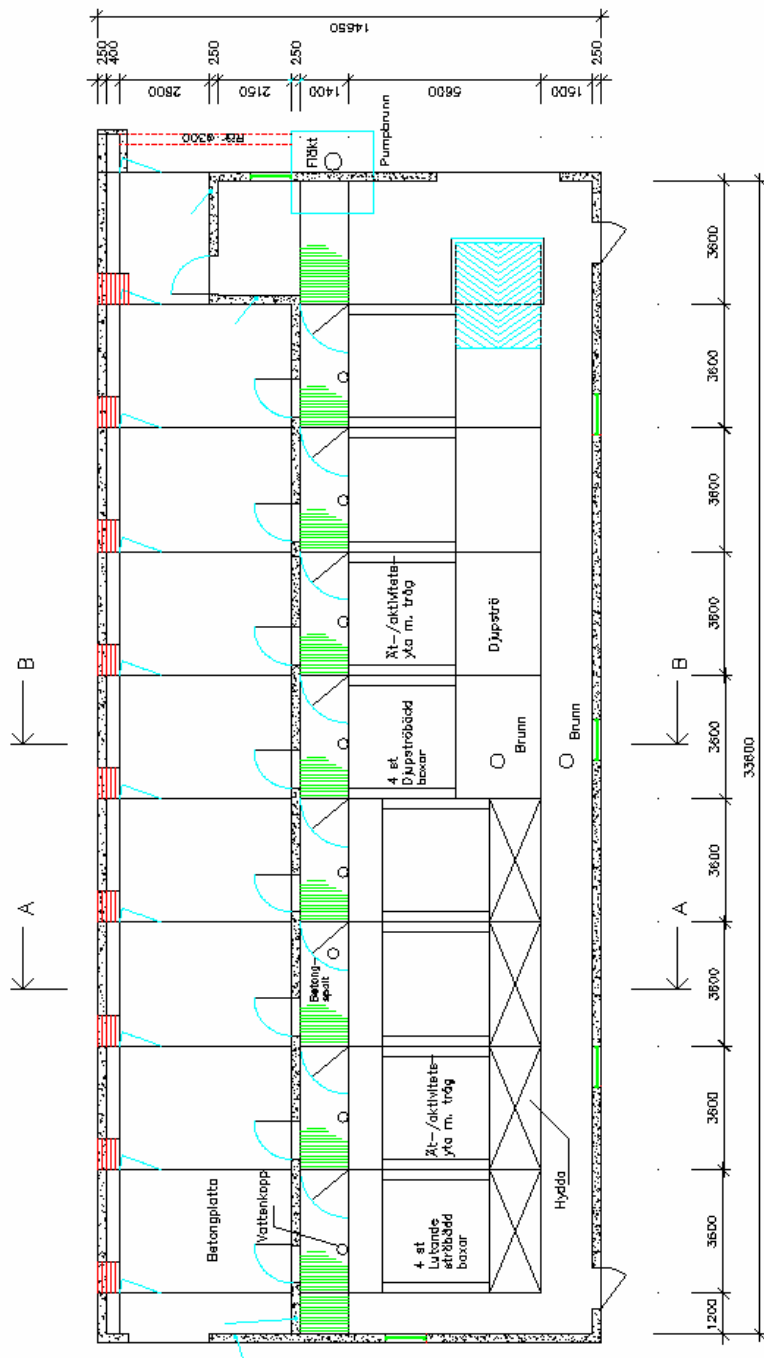 14650
250
400
2600
250
2150
250
1400
5600
1500
250
Rör ø300
Fläkt
Pumpbrunn
B
B
A
A
Ät-/aktivitets-
yta m. tråg
Djupströ
4 st
Djupströbädd
boxar
Brunn
Brunn
Betong-
spalt
Ät-/aktivitets-
yta m. tråg
Betongplatta
Vattenkopp
4 st
Lutande
ströbädd
boxar
Hydda
3600
3600
3600
3600
3600
3600
3600
3600
3600
1200
33600